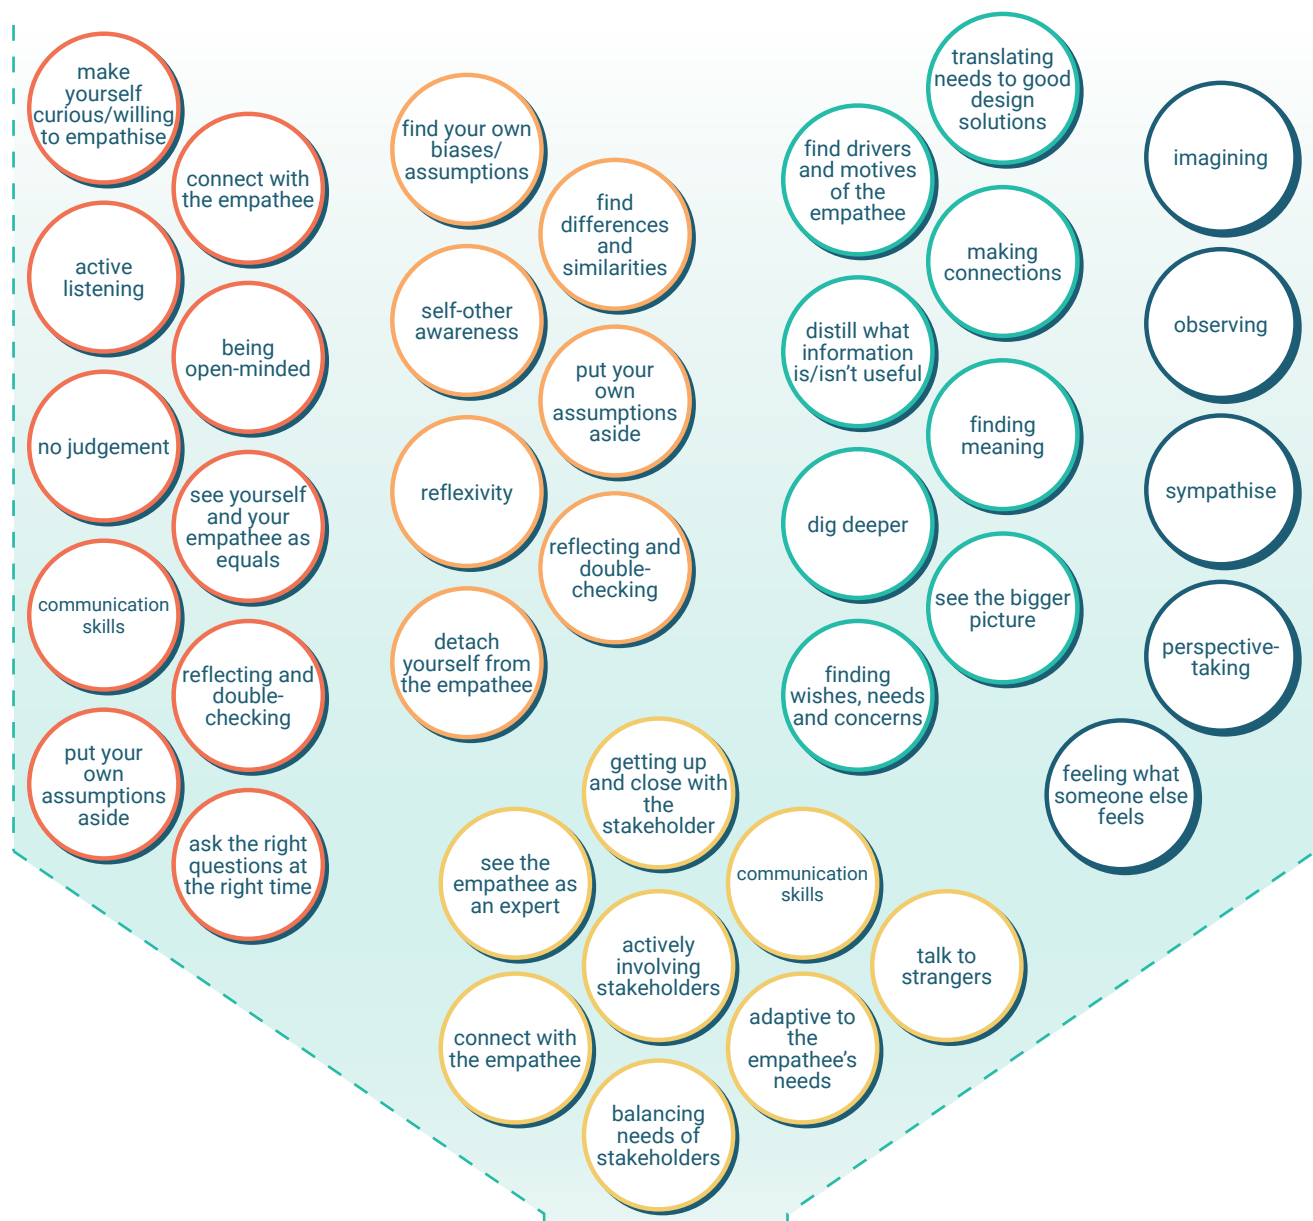 make
yourself
curious/willing
to empathise
connect with
the empathee
active
listening
being
open-minded
no judgement
see yourself
and your
empathee as
equals
communication
skills
reflecting and
double-
checking
put your
own
assumptions
aside
ask the right
questions at
the right time
find your own
biases/
assumptions
find
differences
and
similarities
self-other
awareness
put your
own
assumptions
aside
reflexivity
reflecting and
double-
checking
detach
yourself from
the empathee
translating
needs to good
design
solutions
find drivers
and motives
of the
empathee
making
connections
distill what
information
is/isn't useful
finding
meaning
dig deeper
see the bigger
picture
finding
wishes, needs
and concerns
imagining
observing
sympathise
perspective-
taking
feeling what
someone else
feels
getting up
and close with
the
stakeholder
see the
empathee as
an expert
communication
skills
actively
involving
stakeholders
talk to
strangers
connect with
the empathee
adaptive to
the
empathee's
needs
balancing
needs of
stakeholders